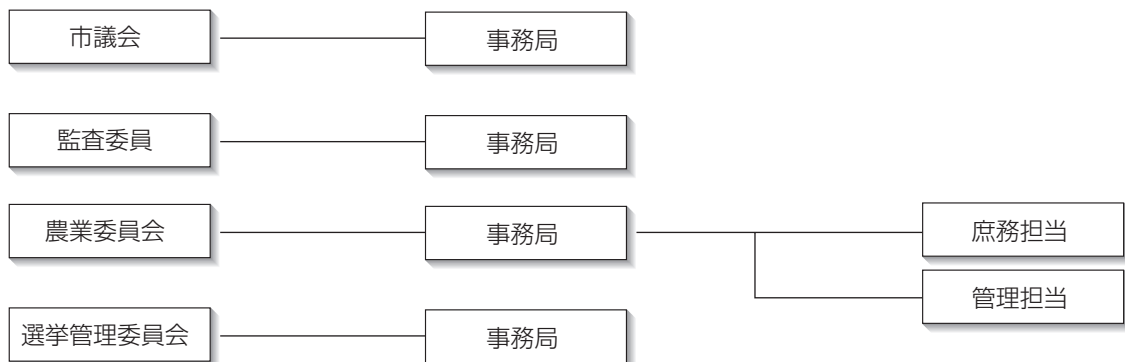 市議会
事務局
監査委員
事務局
農業委員会
事務局
庶務担当
管理担当
選挙管理委員会
事務局